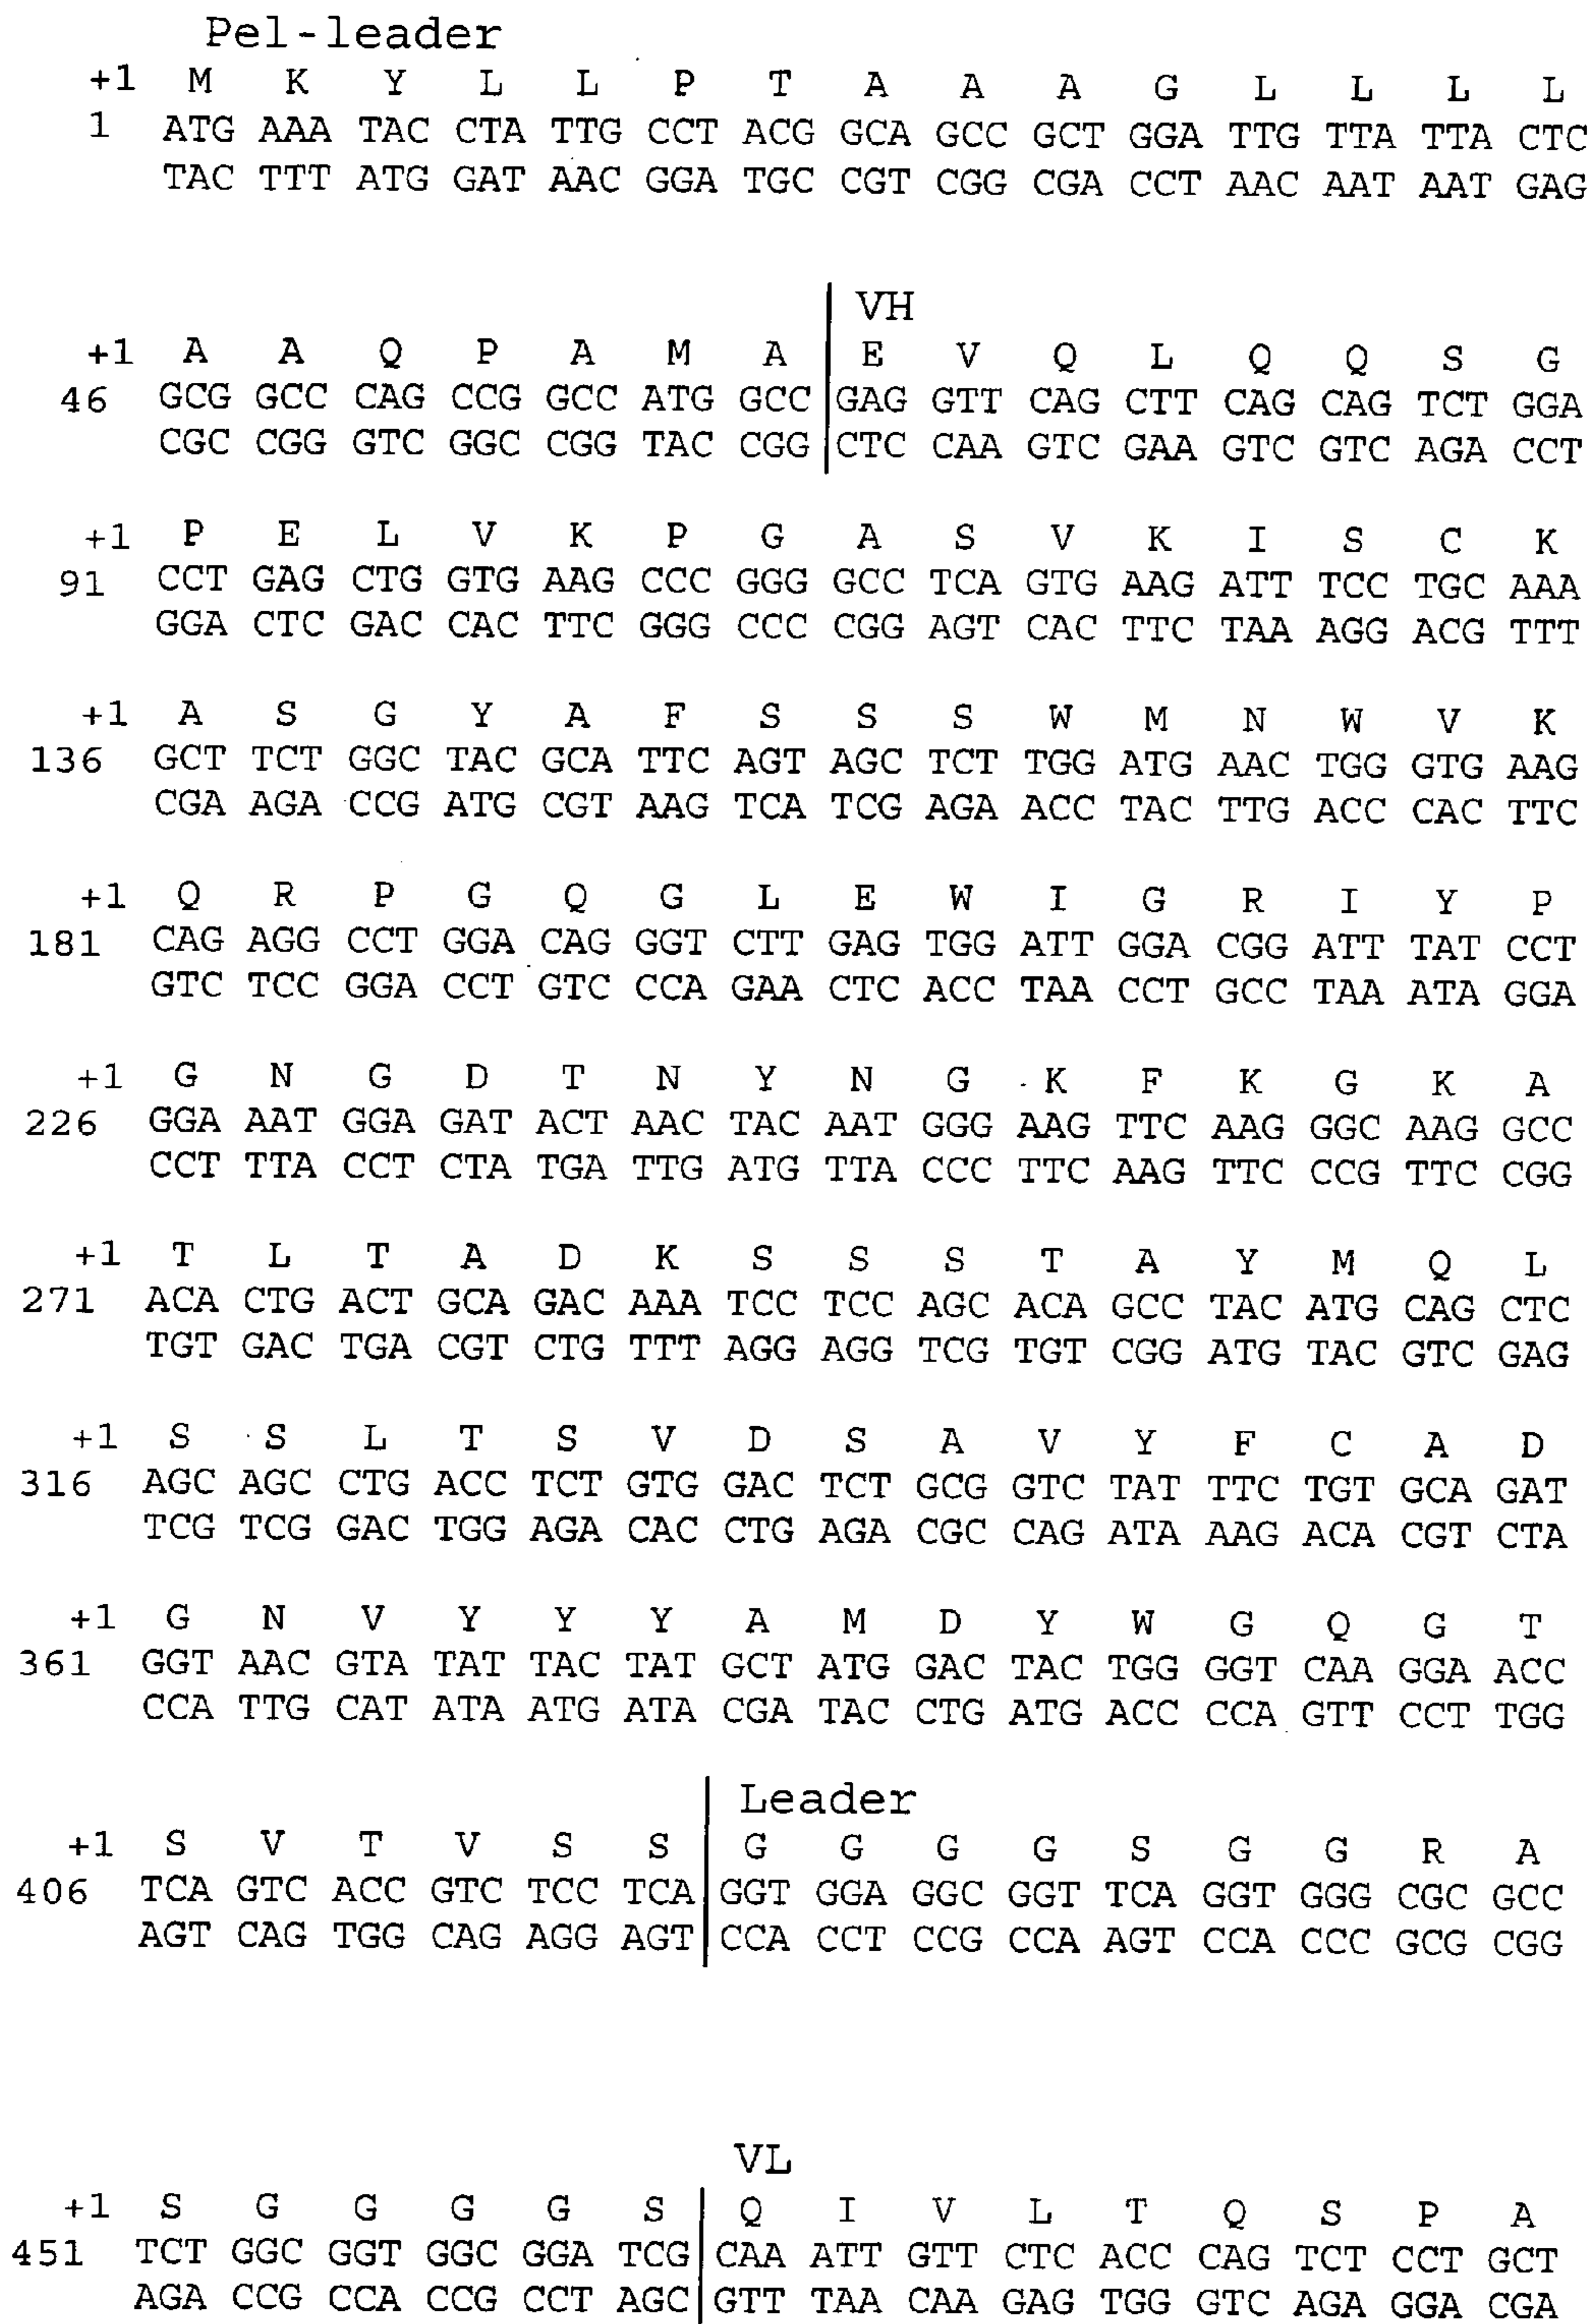 Pel-leader
+1 M K Y L L P T A A A G L L L L
1 ATG AAA TAC CTA TTG CCT ACG GCA GCC GCT GGA TTG TTA TTA CTC
TAC TTT ATG GAT AAC GGA TGC CGT CGG CGA CCT AAC AAT AAT GAG
VH
+1 A A Q P A M A E V Q L Q Q S G
46 GCG GCC CAG CCG GCC ATG GCC GAG GTT CAG CTT CAG CAG TCT GGA
CGC CGG GTC GGC CGG TAC CGG CTC CAA GTC GAA GTC GTC AGA CCT
+1 P E L V K P G A S V K I S C K
91 CCT GAG CTG GTG AAG CCC GGG GCC TCA GTG AAG ATT TCC TGC AAA
GGA CTC GAC CAC TTC GGG CCC CGG AGT CAC TTC TAA AGG ACG TTT
+1 A S G Y A F S S S W M N W V K
136 GCT TCT GGC TAC GCA TTC AGT AGC TCT TGG ATG AAC TGG GTG AAG
CGA AGA CCG ATG CGT AAG TCA TCG AGA ACC TAC TTG ACC CAC TTC
+1 Q R P G Q G L E W I G R I Y P
181 CAG AGG CCT GGA CAG GGT CTT GAG TGG ATT GGA CGG ATT TAT CCT
GTC TCC GGA CCT GTC CCA GAA CTC ACC TAA CCT GCC TAA ATA GGA
+1 G N G D T N Y N G K F K G K A
226 GGA AAT GGA GAT ACT AAC TAC AAT GGG AAG TTC AAG GGC AAG GCC
CCT TTA CCT CTA TGA TTG ATG TTA CCC TTC AAG TTC CCG TTC CGG
+1 T L T A D K S S S T A Y M Q L
271 ACA CTG ACT GCA GAC AAA TCC TCC AGC ACA GCC TAC ATG CAG CTC
TGT GAC TGA CGT CTG TTT AGG AGG TCG TGT CGG ATG TAC GTC GAG
+1 S S L T S V D S A V Y F C A D
316 AGC AGC CTG ACC TCT GTG GAC TCT GCG GTC TAT TTC TGT GCA GAT
TCG TCG GAC TGG AGA CAC CTG AGA CGC CAG ATA AAG ACA CGT CTA
+1 G N V Y Y Y A M D Y W G Q G T
361 GGT AAC GTA TAT TAC TAT GCT ATG GAC TAC TGG GGT CAA GGA ACC
CCA TTG CAT ATA ATG ATA CGA TAC CTG ATG ACC CCA GTT CCT TGG
Leader
+1 S V T V S S G G G G S G G R A
406 TCA GTC ACC GTC TCC TCA GGT GGA GGC GGT TCA GGT GGG CGC GCC
AGT CAG TGG CAG AGG AGT CCA CCT CCG CCA AGT CCA CCC GCG CGG
VL
+1 S G G G G S Q I V L T Q S P A
451 TCT GGC GGT GGC GGA TCG CAA ATT GTT CTC ACC CAG TCT CCT GCT
AGA CCG CCA CCG CCT AGC GTT TAA CAA GAG TGG GTC AGA GGA CGA